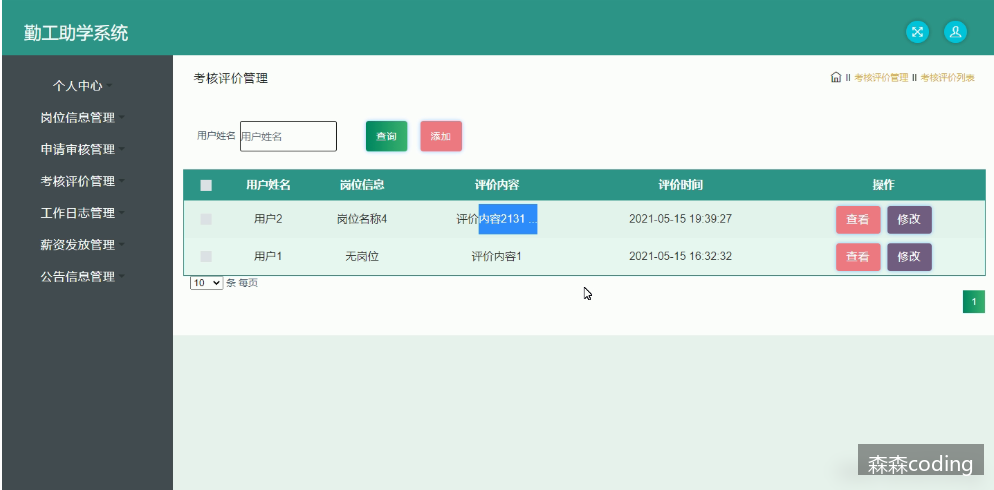 勤工助学系统
个人中心
岗位信息管理
申请审核管理
考核评价管理
工作日志管理
薪资发放管理
公告信息管理
考核评价管理
II 考核评价管理 II 考核评价列表
用户姓名 用户姓名 查询 添加
用户姓名 岗位信息 评价内容 评价时间 操作
用户2 岗位名称4 评价内容2131 ... 2021-05-15 19:39:27 查看 修改
用户1 无岗位 评价内容1 2021-05-15 16:32:32 查看 修改
10 条 每页
1
森森coding